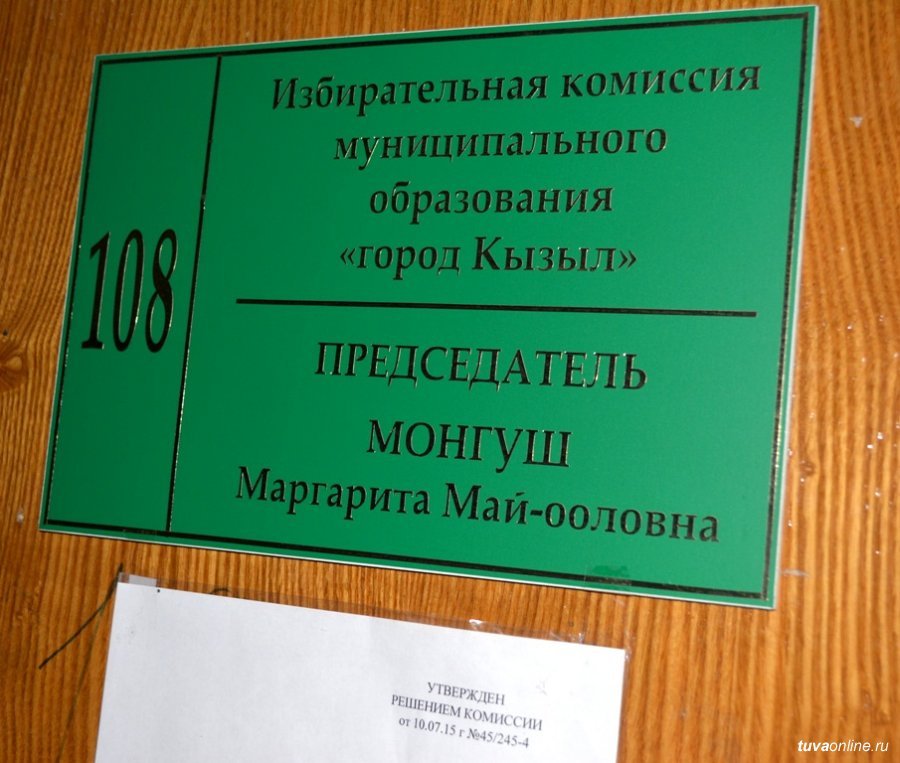 108
Избирательная комиссия
муниципального
образования
«город Кызыл»
ПРЕДСЕДАТЕЛЬ
МОНГУШ
Маргарита Май-ооловна
УТВЕРЖДЕН
РЕШЕНИЕМ КОМИССИИ
от 10.07.15 г №45/245-4
tuvaonline.ru